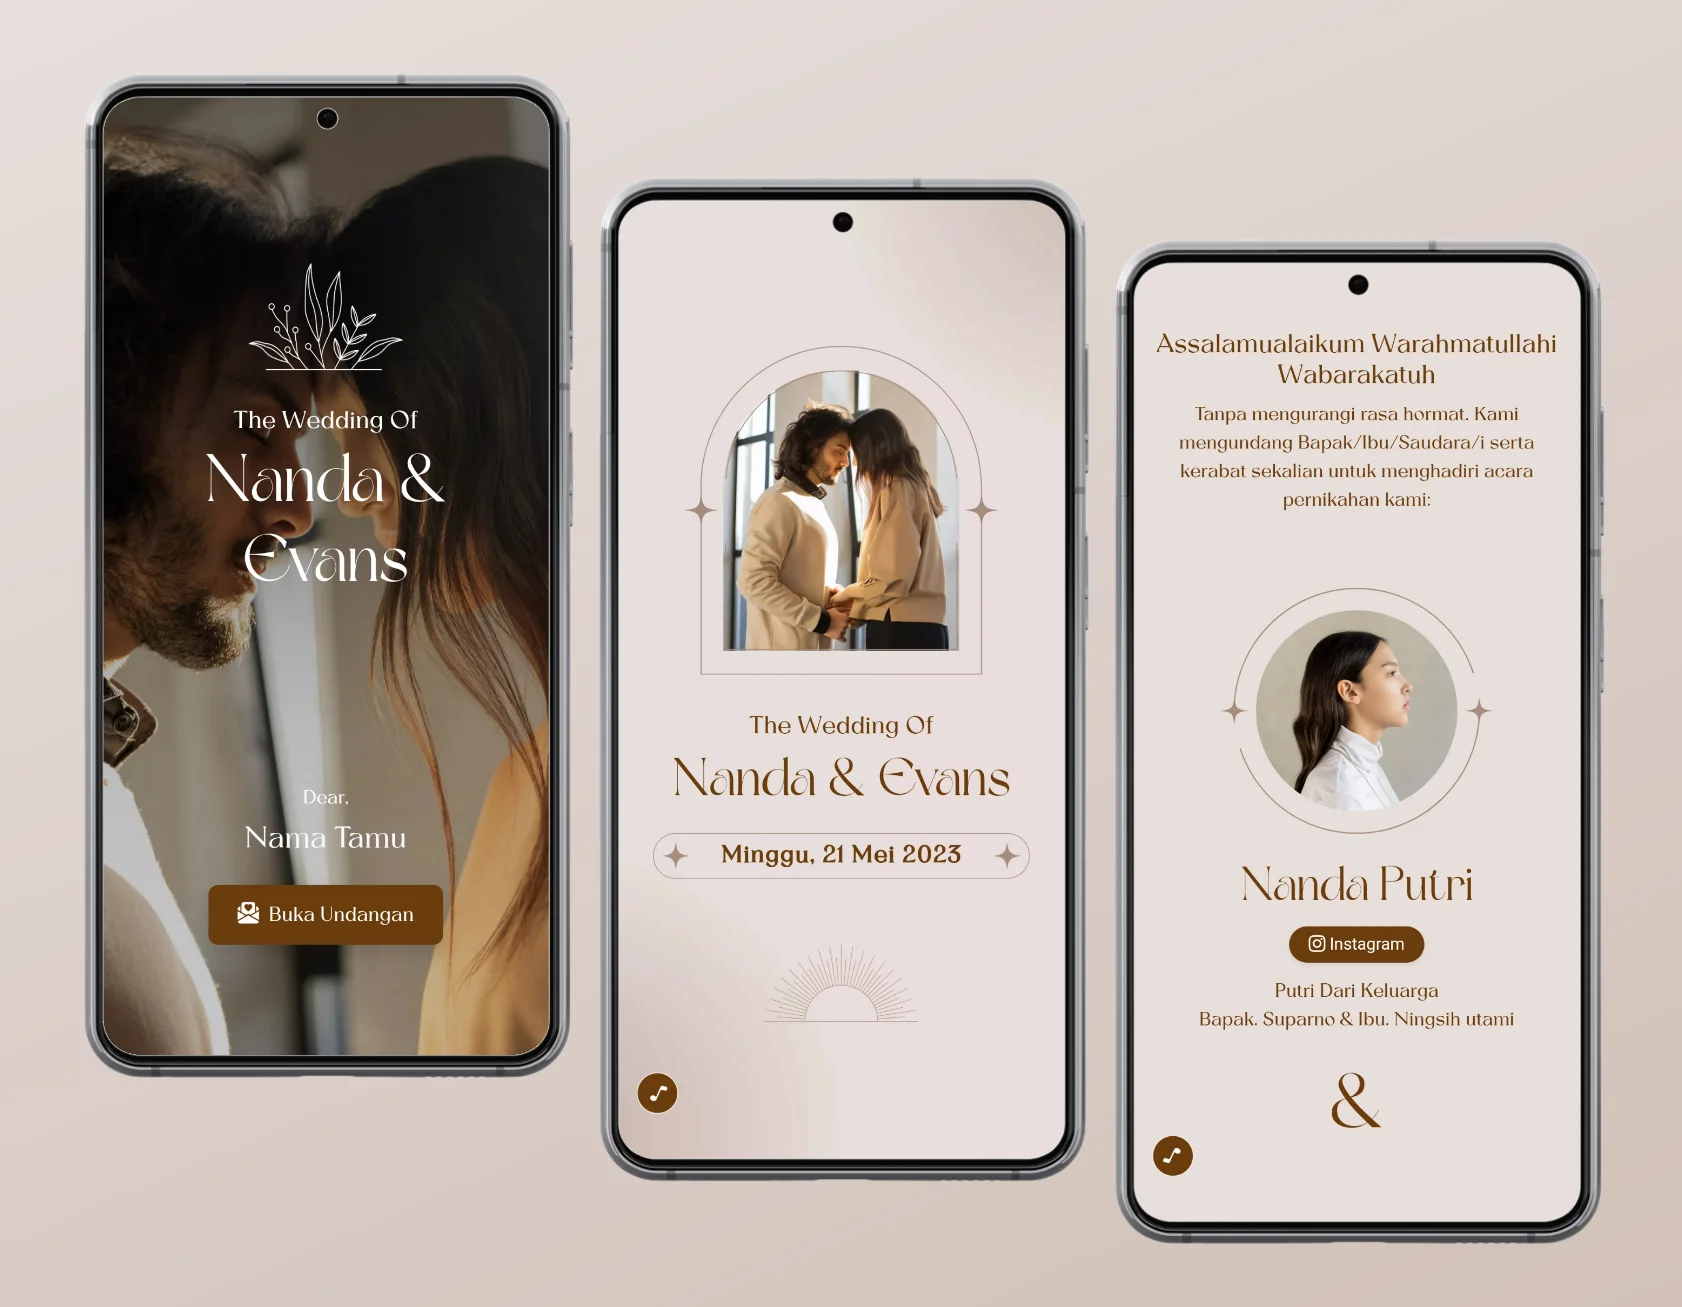 The Wedding Of
Nanda &
Evans
Dear,
Nama Tamu
Buka Undangan
The Wedding Of
Nanda & Evans
Minggu, 21 Mei 2023
Assalamualaikum Warahmatullahi
Wabarakatuh
Tanpa mengurangi rasa hormat. Kami
mengundang Bapak/Ibu/Saudara/i serta
kerabat sekalian untuk menghadiri acara
pernikahan kami:
Nanda Putri
Instagram
Putri Dari Keluarga
Bapak. Suparno & Ibu. Ningsih utami
&